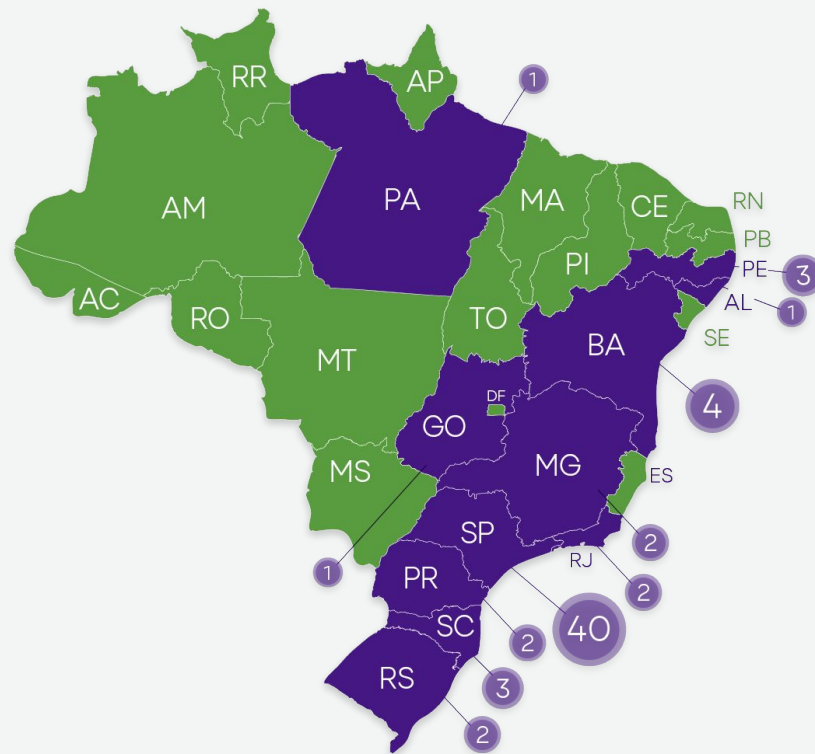 RR
AP
1
PA
AM
MA
CE
RN
PB
PI
PE
3
AL
1
AC
RO
TO
SE
MT
BA
DF
4
GO
MG
MS
ES
SP
2
RJ
1
PR
2
SC
2
40
RS
3
2